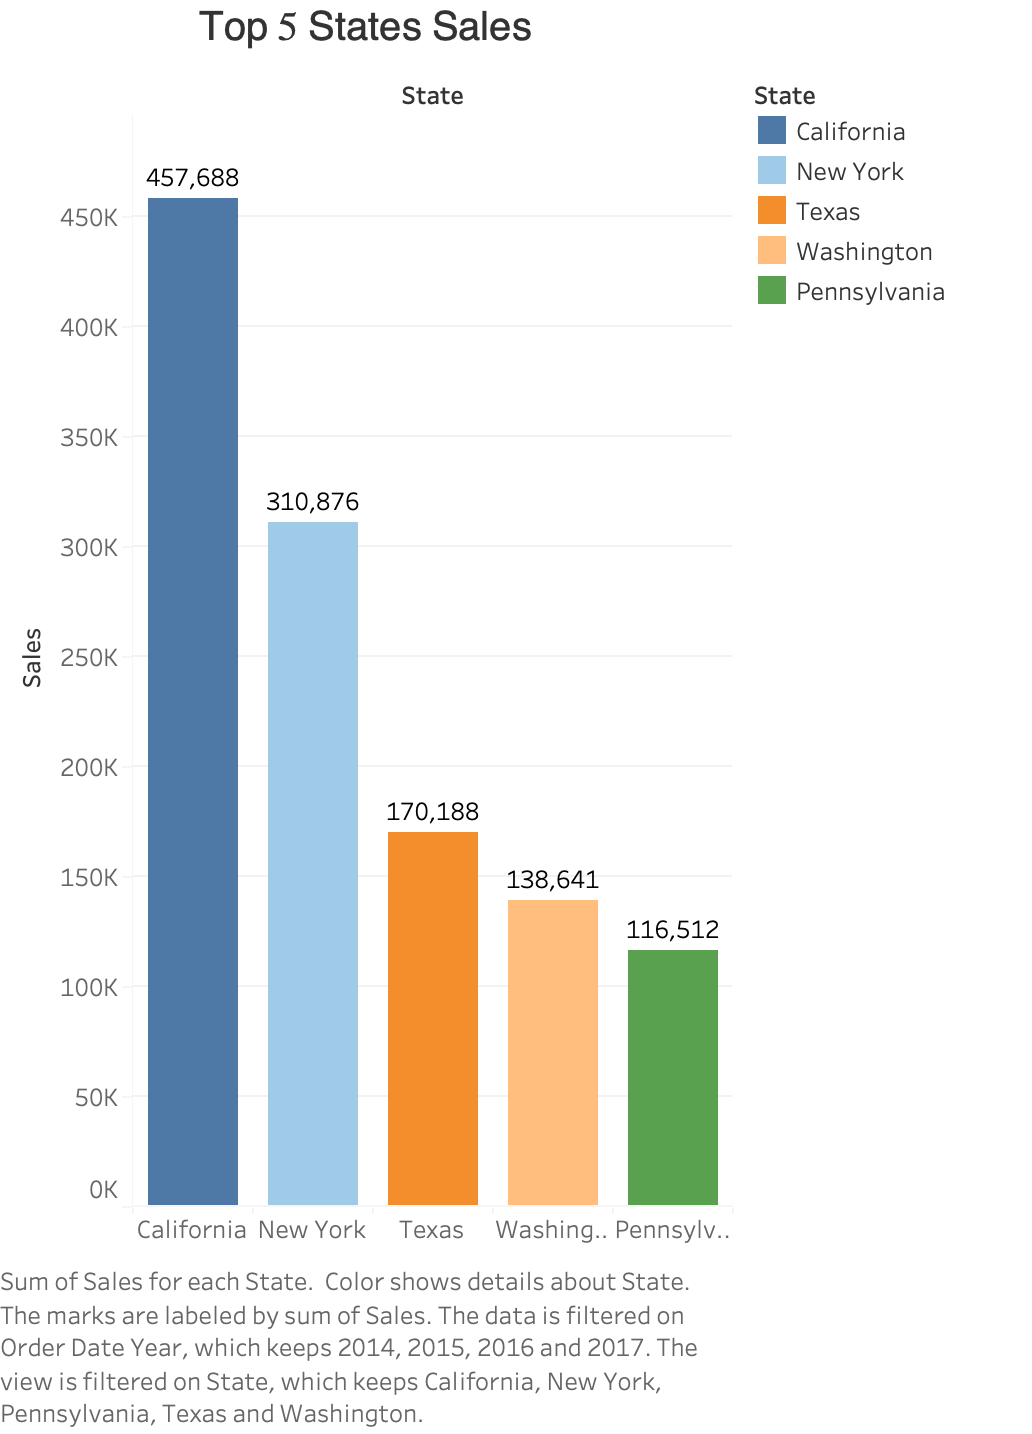 Top 5 States Sales
State
State
California
New York
Texas
Washington
Pennsylvania
457,688
450K
400K
350K
310,876
300K
Sales
250K
200K
170,188
150K
138,641
116,512
100K
50K
0K
California New York Texas Washing.. Pennsylv..
Sum of Sales for each State.  Color shows details about State.
The marks are labeled by sum of Sales. The data is filtered on
Order Date Year, which keeps 2014, 2015, 2016 and 2017. The
view is filtered on State, which keeps California, New York,
Pennsylvania, Texas and Washington.